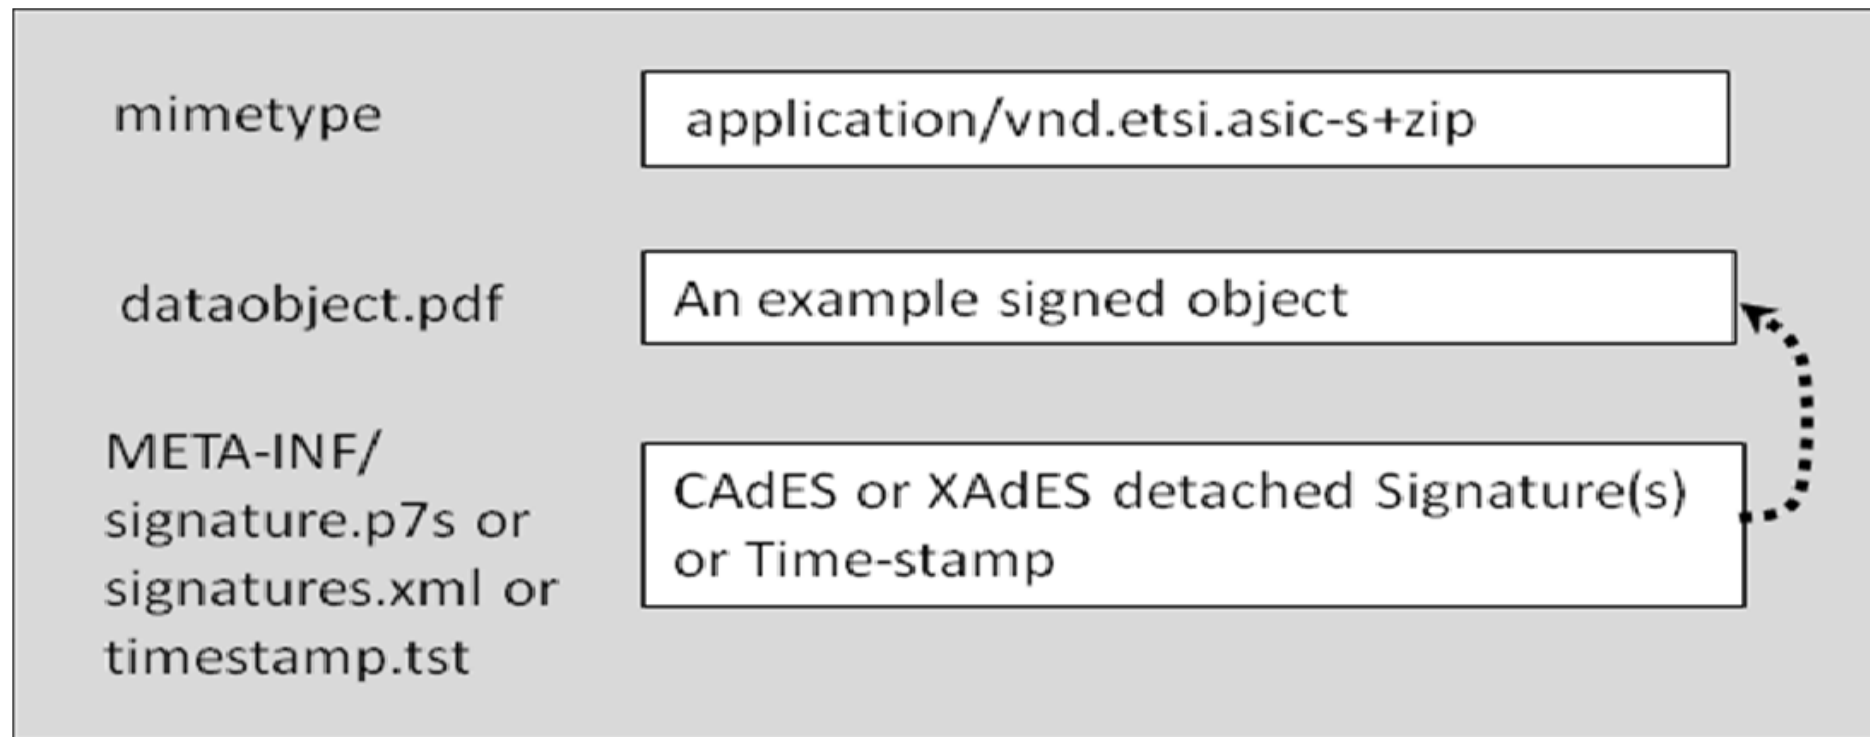 mimetype
application/vnd.etsi.asic-s+zip
dataobject.pdf
An example signed object
META-INF/
signature.p7s or
signatures.xml or
timestamp.tst
CAdES or XAdES detached Signature(s)
or Time-stamp